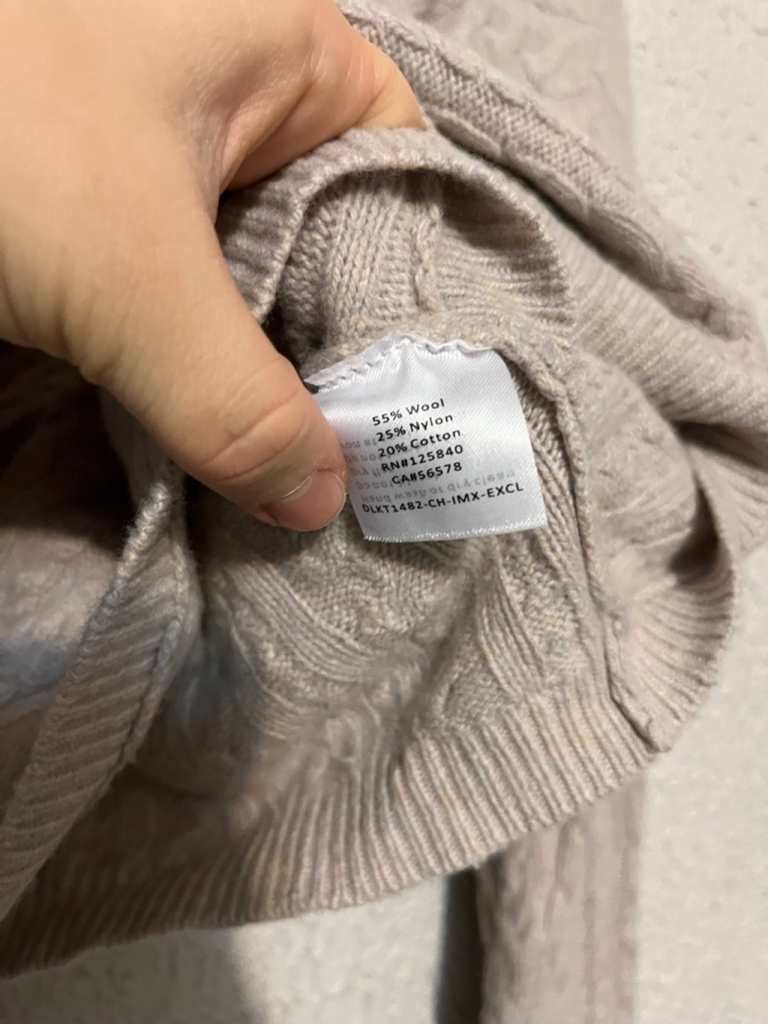 55% Wool
25% Nylon
20% Cotton
RN#125840
CA#56578
DLKT1482-CH-IMX-EXCL